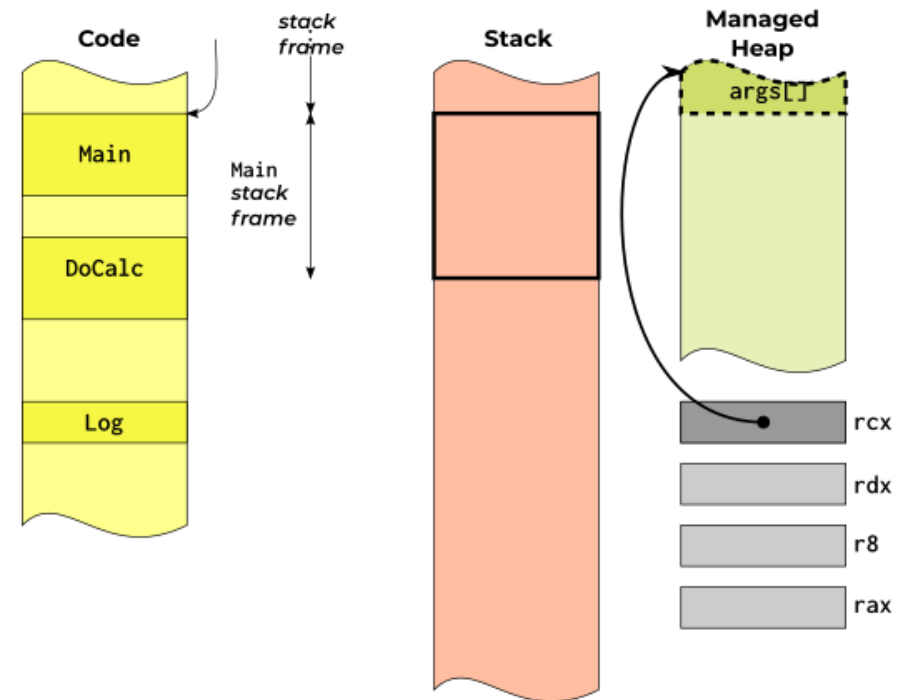 Code
stack
frame
Stack
Managed
Heap
args[]
Main
Main
stack
frame
DoCalc
Log
rcx
rdx
r8
rax